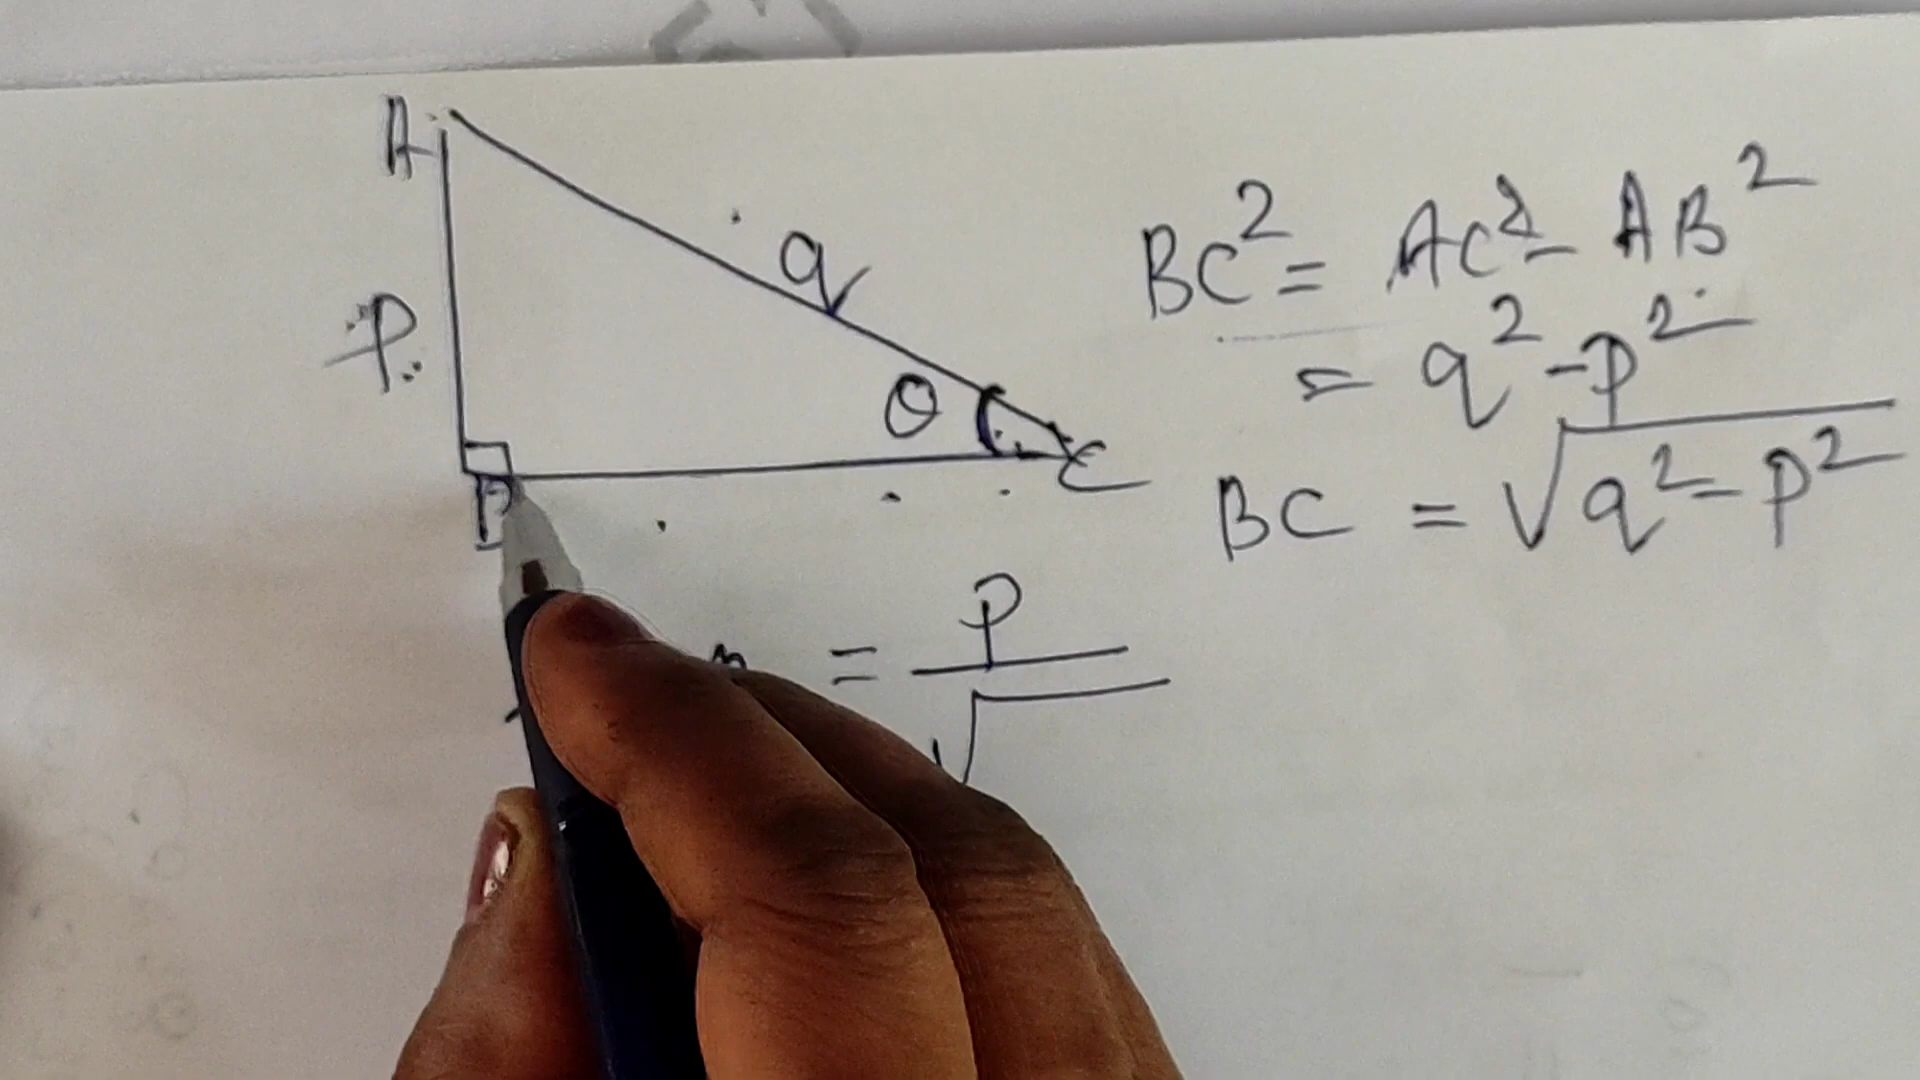 A
P
q
θ
B
C
BC² = AC² - AB²
= q² - P²
BC = √q² - P²
= P
√